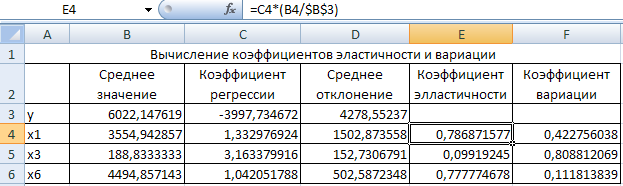 E4 fx =C4*(B4/$B$3)
A B C D E F
1 Вычисление коэффициентов эластичности и вариации
Среднее Коэффициент Среднее Коэффициент Коэффициент
2 значение регрессии отклонение элластичности вариации
3 y 6022,147619 -3997,734672 4278,55237
4 x1 3554,942857 1,332976924 1502,873558 0,786871577 0,422756038
5 x3 188,8333333 3,163379916 152,7306791 0,09919245 0,808812069
6 x6 4494,857143 1,042051788 502,5872348 0,777774678 0,111813839